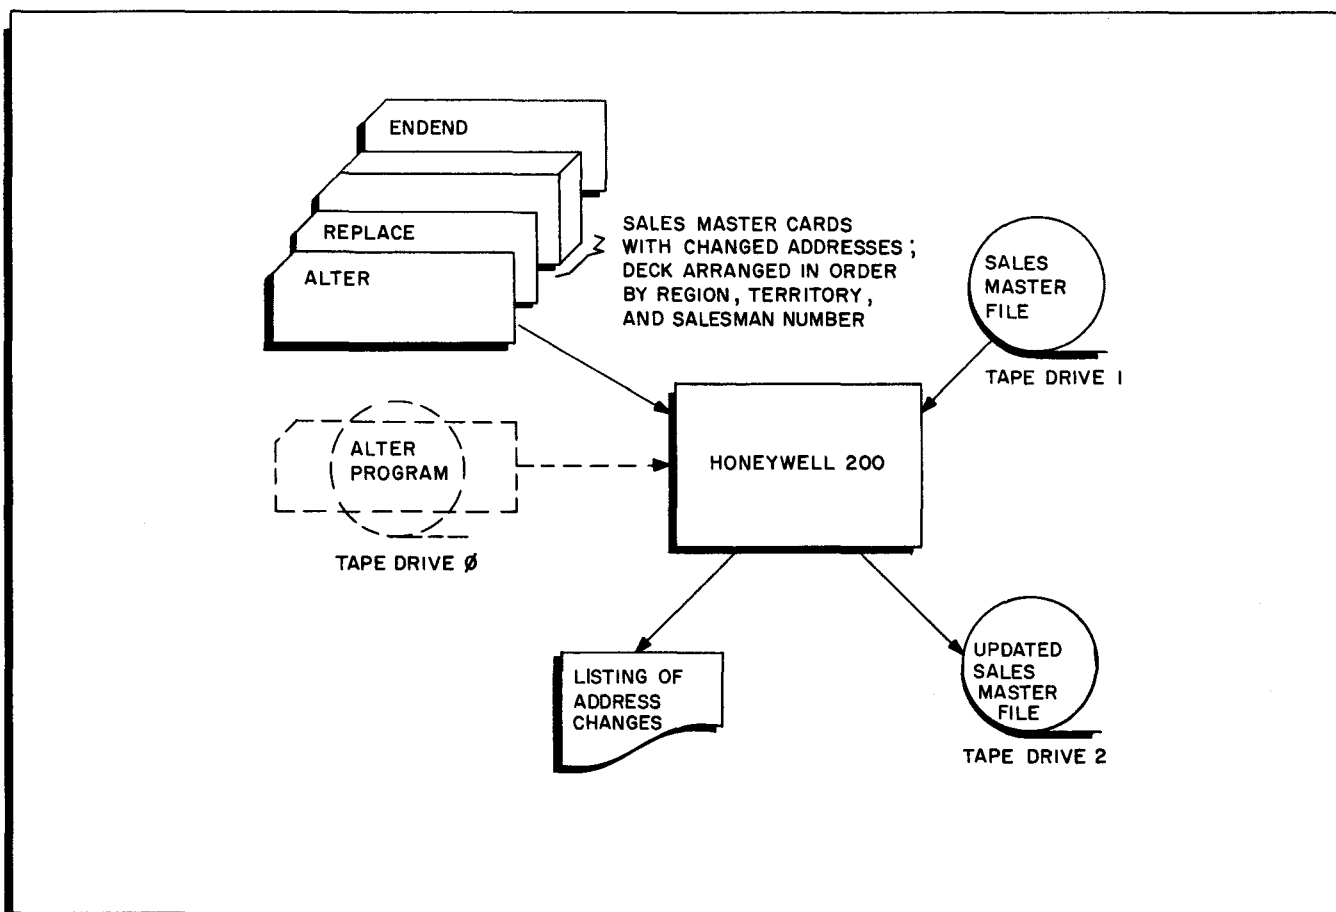 ENDEND
REPLACE
ALTER
SALES MASTER CARDS
WITH CHANGED ADDRESSES;
DECK ARRANGED IN ORDER
BY REGION, TERRITORY,
AND SALESMAN NUMBER
SALES
MASTER
FILE
TAPE DRIVE 1
ALTER
PROGRAM
TAPE DRIVE Ø
HONEYWELL 200
LISTING OF
ADDRESS
CHANGES
UPDATED
SALES
MASTER
FILE
TAPE DRIVE 2